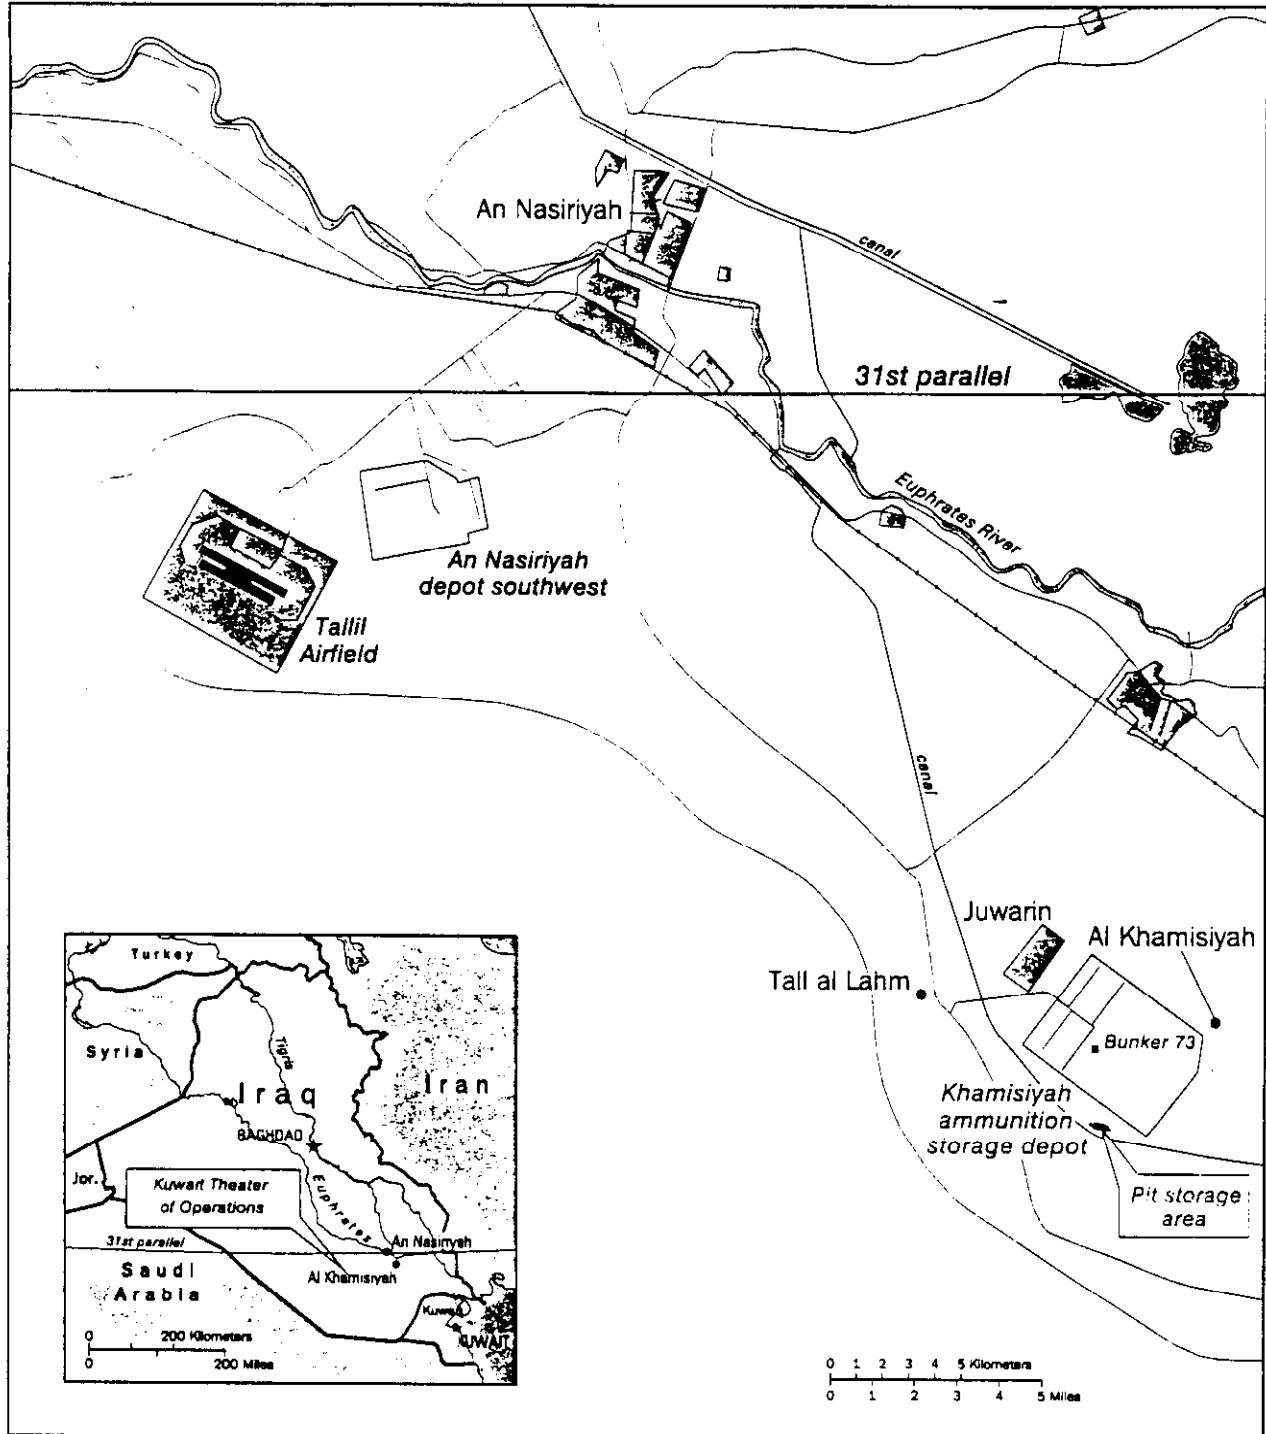 An Nasiriyah
canal
31st parallel
Euphrates River
An Nasiriyah
depot southwest
Tallil
Airfield
canal
Juwarin
Al Khamisiyah
Tall al Lahm
Bunker 73
Khamisiyah
ammunition
storage depot
Pit storage
area
Turkey
Syria
Tigris
Iraq
Iran
BAGHDAD
Jor.
Euphrates
Kuwait Theater
of Operations
31st parallel
An Nasiriyah
Al Khamisiyah
Saudi
Arabia
Kuwait
KUWAIT
0 200 Kilometers
0 200 Miles
0 1 2 3 4 5 Kilometers
0 1 2 3 4 5 Miles